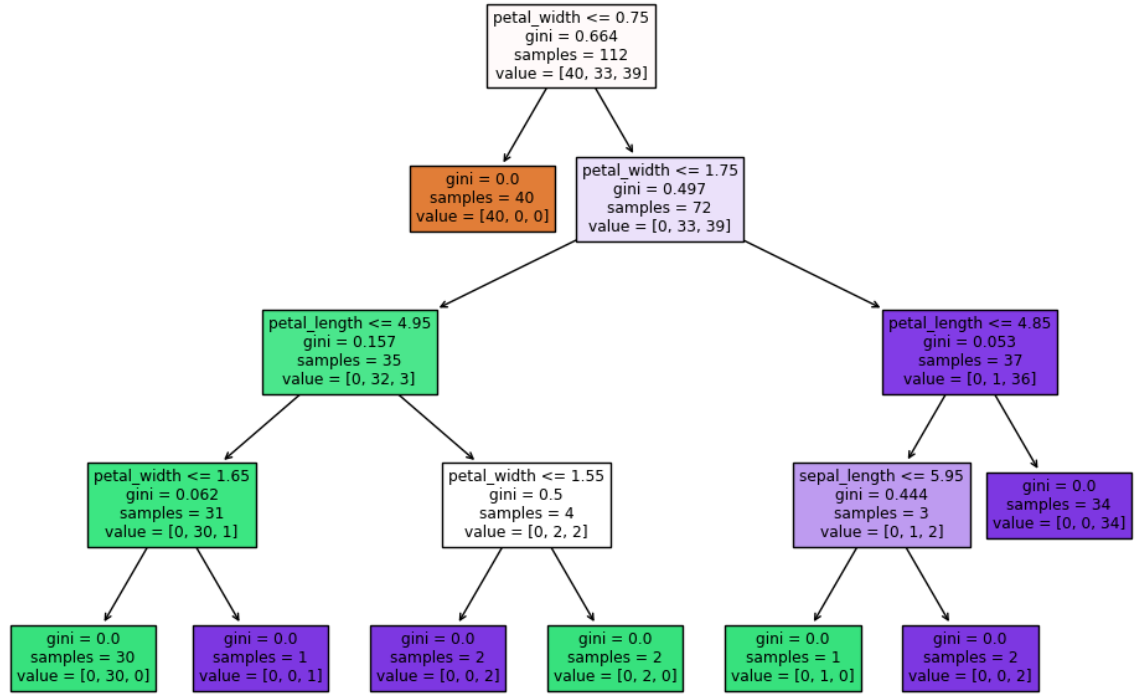 petal_width <= 0.75
gini = 0.664
samples = 112
value = [40, 33, 39]
gini = 0.0
samples = 40
value = [40, 0, 0]
petal_width <= 1.75
gini = 0.497
samples = 72
value = [0, 33, 39]
petal_length <= 4.95
gini = 0.157
samples = 35
value = [0, 32, 3]
petal_length <= 4.85
gini = 0.053
samples = 37
value = [0, 1, 36]
petal_width <= 1.65
gini = 0.062
samples = 31
value = [0, 30, 1]
petal_width <= 1.55
gini = 0.5
samples = 4
value = [0, 2, 2]
sepal_length <= 5.95
gini = 0.444
samples = 3
value = [0, 1, 2]
gini = 0.0
samples = 34
value = [0, 0, 34]
gini = 0.0
samples = 30
value = [0, 30, 0]
gini = 0.0
samples = 1
value = [0, 0, 1]
gini = 0.0
samples = 2
value = [0, 0, 2]
gini = 0.0
samples = 2
value = [0, 2, 0]
gini = 0.0
samples = 1
value = [0, 1, 0]
gini = 0.0
samples = 2
value = [0, 0, 2]